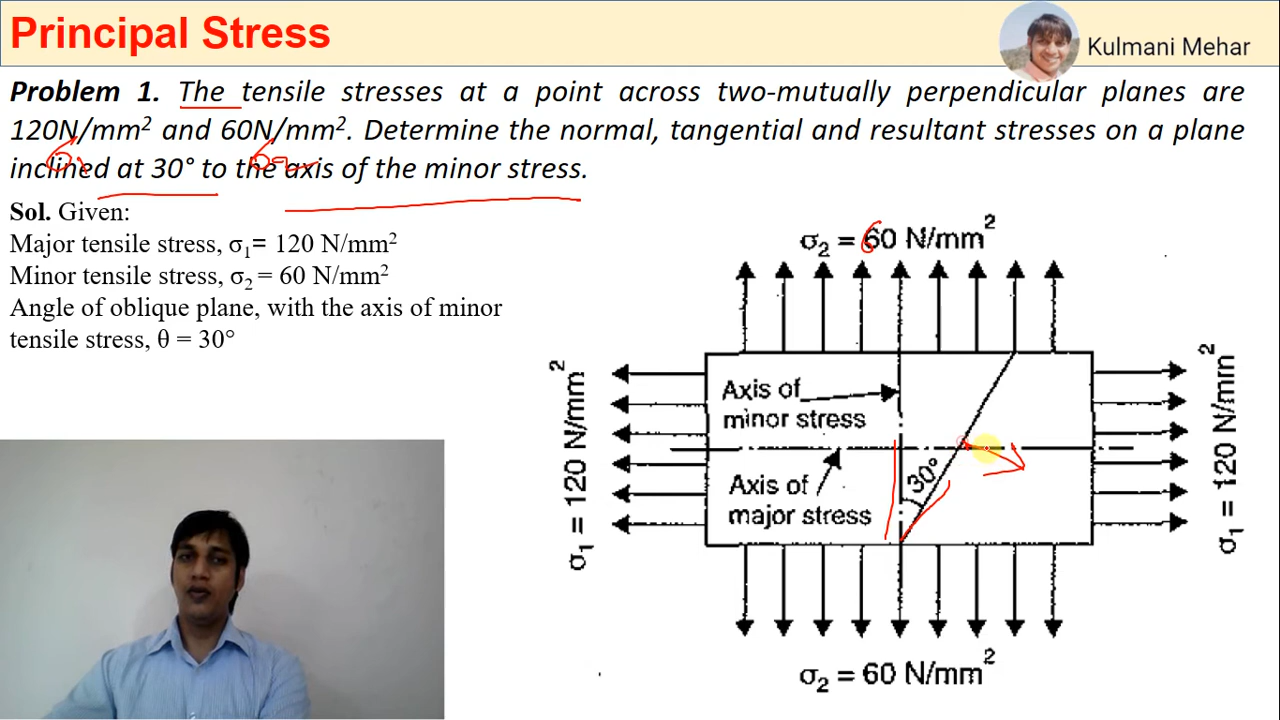 Principal Stress
Kulmani Mehar
Problem 1. The tensile stresses at a point across two-mutually perpendicular planes are
120N/mm² and 60N/mm². Determine the normal, tangential and resultant stresses on a plane
inclined at 30° to the axis of the minor stress.
Sol. Given:
Major tensile stress, σ₁= 120 N/mm²
Minor tensile stress, σ₂ = 60 N/mm²
Angle of oblique plane, with the axis of minor
tensile stress, θ = 30°
σ₂ = 60 N/mm²
σ₁ = 120 N/mm²
Axis of
minor stress
30°
Axis of
major stress
σ₁ = 120 N/mm²
σ₂ = 60 N/mm²